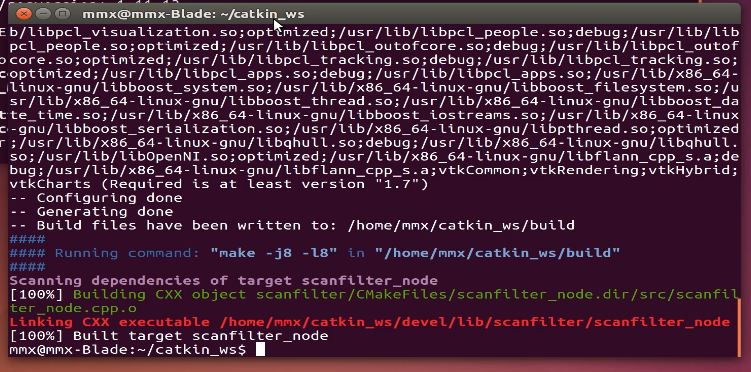 mmx@mmx-Blade: ~/catkin_ws
b/libpcl_visualization.so;optimized;/usr/lib/libpcl_people.so;debug;/usr/lib/lib
pcl_people.so;optimized;/usr/lib/libpcl_outofcore.so;debug;/usr/lib/libpcl_outof
core.so;optimized;/usr/lib/libpcl_tracking.so;debug;/usr/lib/libpcl_tracking.so;
optimized;/usr/lib/libpcl_apps.so;debug;/usr/lib/libpcl_apps.so;/usr/lib/x86_64-
linux-gnu/libboost_system.so;/usr/lib/x86_64-linux-gnu/libboost_filesystem.so;/u
sr/lib/x86_64-linux-gnu/libboost_thread.so;/usr/lib/x86_64-linux-gnu/libboost_da
te_time.so;/usr/lib/x86_64-linux-gnu/libboost_iostreams.so;/usr/lib/x86_64-linux
-gnu/libboost_serialization.so;/usr/lib/x86_64-linux-gnu/libpthread.so;optimized
;/usr/lib/x86_64-linux-gnu/libqhull.so;debug;/usr/lib/x86_64-linux-gnu/libqhull.
so;/usr/lib/libOpenNI.so;optimized;/usr/lib/x86_64-linux-gnu/libflann_cpp_s.a;de
bug;/usr/lib/x86_64-linux-gnu/libflann_cpp_s.a;vtkCommon;vtkRendering;vtkHybrid;
vtkCharts (Required is at least version "1.7")
-- Configuring done
-- Generating done
-- Build files have been written to: /home/mmx/catkin_ws/build
####
#### Running command: "make -j8 -l8" in "/home/mmx/catkin_ws/build"
####
Scanning dependencies of target scanfilter_node
[100%] Building CXX object scanfilter/CMakeFiles/scanfilter_node.dir/src/scanfil
ter_node.cpp.o
Linking CXX executable /home/mmx/catkin_ws/devel/lib/scanfilter/scanfilter_node
[100%] Built target scanfilter_node
mmx@mmx-Blade:~/catkin_ws$